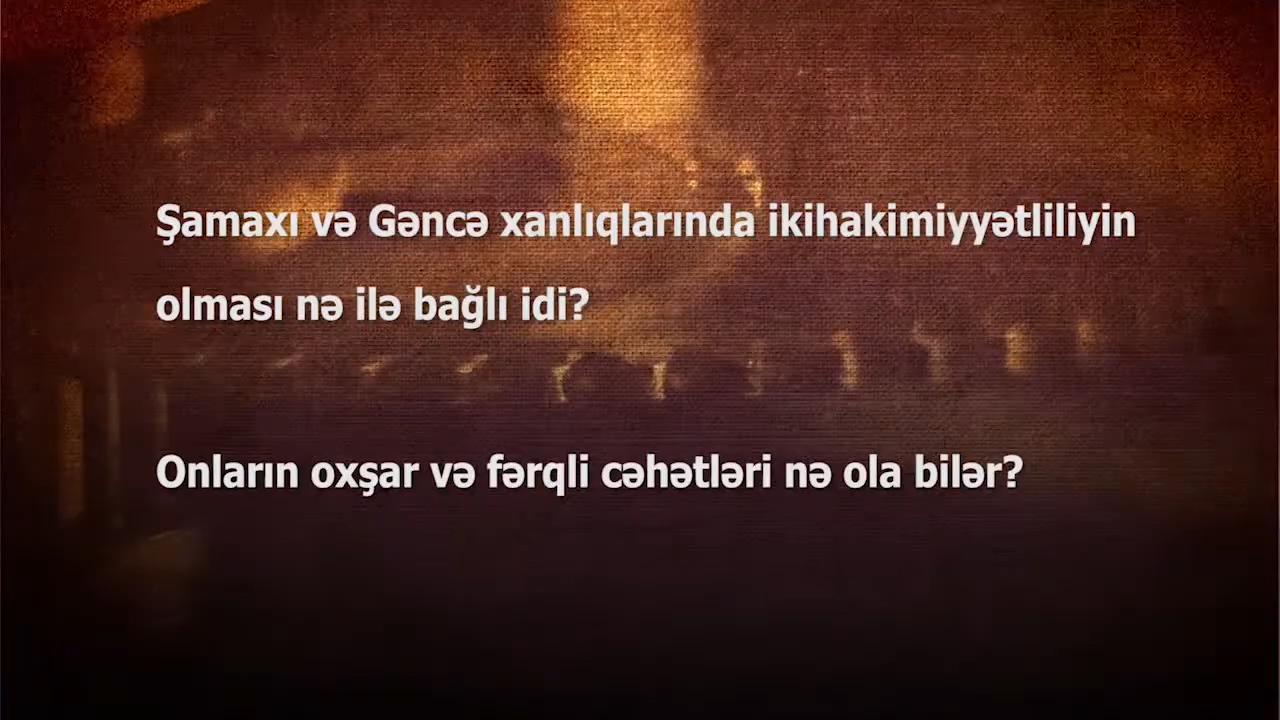 Şamaxı və Gəncə xanlıqlarında ikihakimiyyətliliyin
olması nə ilə bağlı idi?
Onların oxşar və fərqli cəhətləri nə ola bilər?